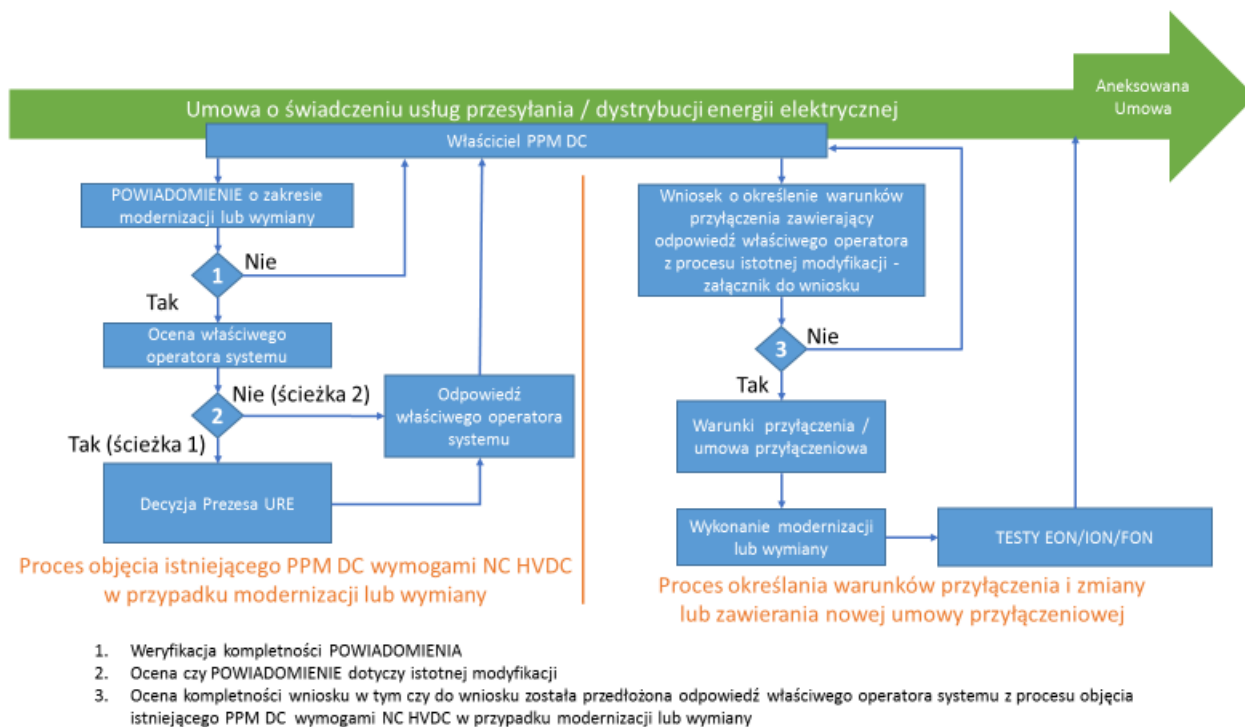 Aneksowana
Umowa
Umowa o świadczeniu usług przesyłania / dystrybucji energii elektrycznej
Właściciel PPM DC
POWIADOMIENIE o zakresie
modernizacji lub wymiany
1
Nie
Tak
Ocena właściwego
operatora systemu
2
Nie (ścieżka 2)
Tak (ścieżka 1)
Odpowiedź
właściwego operatora
systemu
Decyzja Prezesa URE
Proces objęcia istniejącego PPM DC wymogami NC HVDC
w przypadku modernizacji lub wymiany
Wniosek o określenie warunków
przyłączenia zawierający
odpowiedź właściwego operatora
z procesu istotnej modyfikacji -
załącznik do wniosku
3
Nie
Tak
Warunki przyłączenia /
umowa przyłączeniowa
Wykonanie modernizacji
lub wymiany
TESTY EON/ION/FON
Proces określania warunków przyłączenia i zmiany
lub zawierania nowej umowy przyłączeniowej
1. Weryfikacja kompletności POWIADOMIENIA
2. Ocena czy POWIADOMIENIE dotyczy istotnej modyfikacji
3. Ocena kompletności wniosku w tym czy do wniosku została przedłożona odpowiedź właściwego operatora systemu z procesu objęcia
istniejącego PPM DC wymogami NC HVDC w przypadku modernizacji lub wymiany